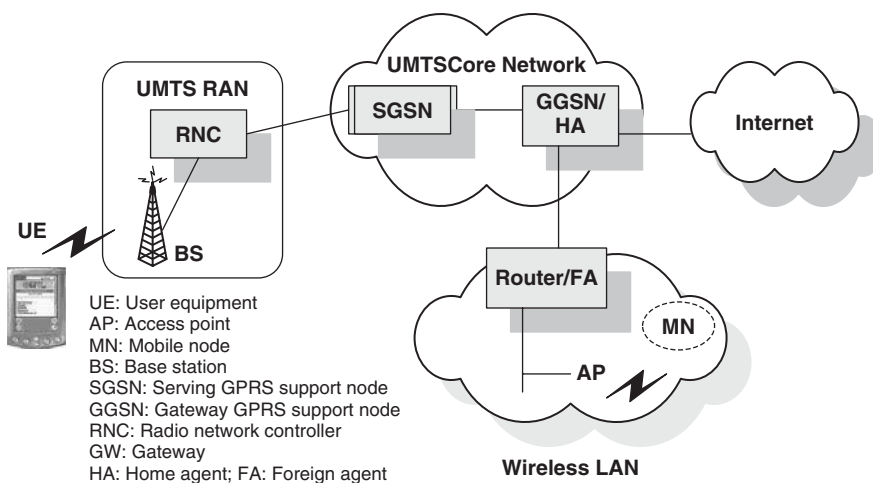 UMTSCore Network
UMTS RAN
RNC
SGSN
GGSN/
HA
Internet
UE
BS
Router/FA
MN
AP
UE: User equipment
AP: Access point
MN: Mobile node
BS: Base station
SGSN: Serving GPRS support node
GGSN: Gateway GPRS support node
RNC: Radio network controller
GW: Gateway
HA: Home agent; FA: Foreign agent
Wireless LAN